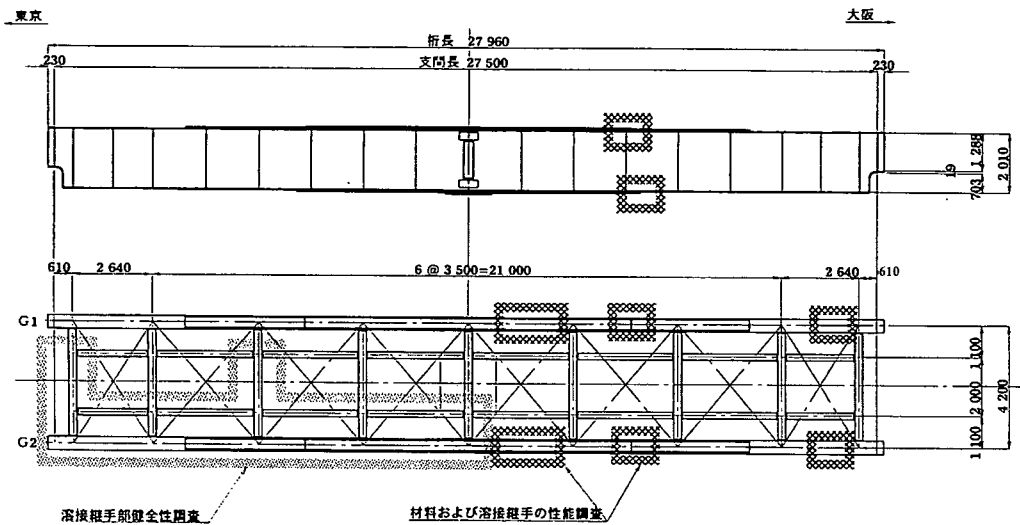 東京
大阪
桁長 27 960
230
支間長 27 500
230
19
703
1 288
2 010
610
2 640
6 @ 3 500=21 000
2 640
610
G1
G2
1 100
2 000
1 100
4 200
溶接継手部健全性調査
材料および溶接継手の性能調査